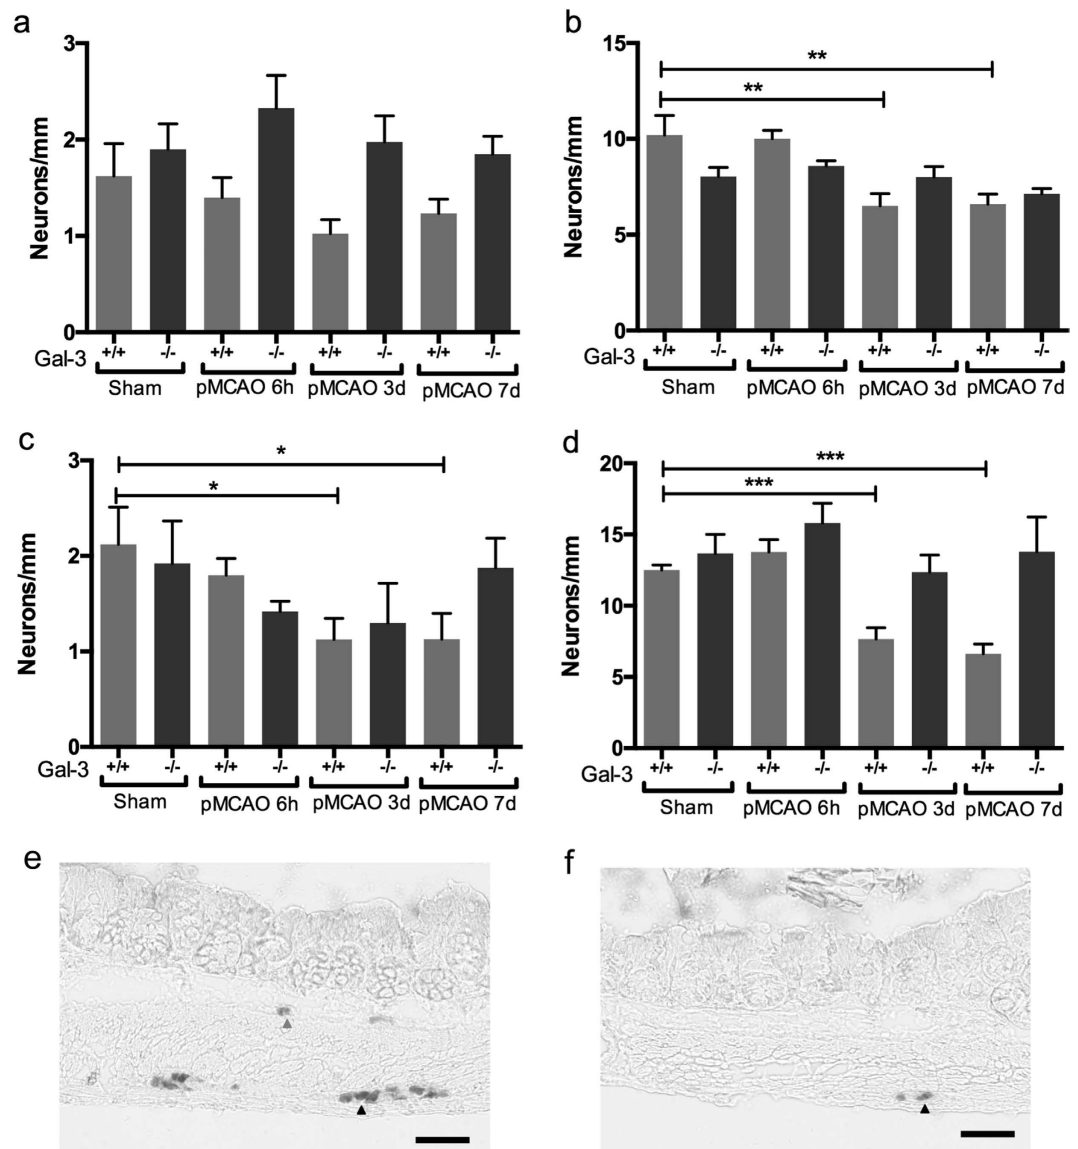 a
3
2
1
0
Neurons/mm
Gal-3 +/+ -/- +/+ -/- +/+ -/- +/+ -/-
Sham pMCAO 6h pMCAO 3d pMCAO 7d
b
15
10
5
0
Neurons/mm
**
**
Gal-3 +/+ -/- +/+ -/- +/+ -/- +/+ -/-
Sham pMCAO 6h pMCAO 3d pMCAO 7d
c
3
2
1
0
Neurons/mm
*
*
Gal-3 +/+ -/- +/+ -/- +/+ -/- +/+ -/-
Sham pMCAO 6h pMCAO 3d pMCAO 7d
d
20
15
10
5
0
Neurons/mm
***
***
Gal-3 +/+ -/- +/+ -/- +/+ -/- +/+ -/-
Sham pMCAO 6h pMCAO 3d pMCAO 7d
e
f